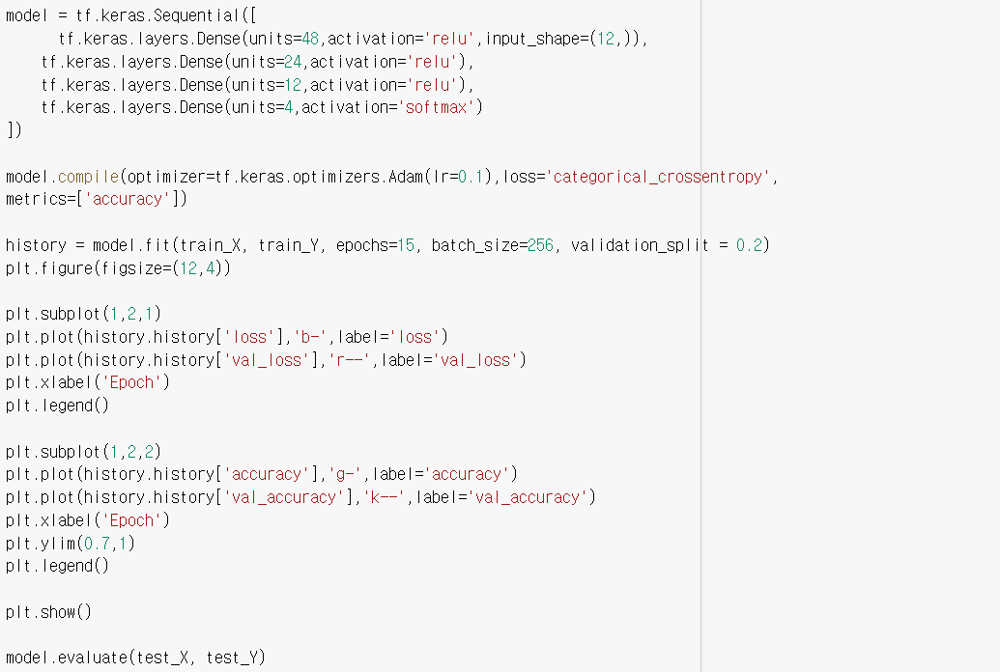 model = tf.keras.Sequential([
      tf.keras.layers.Dense(units=48,activation='relu',input_shape=(12,)),
    tf.keras.layers.Dense(units=24,activation='relu'),
    tf.keras.layers.Dense(units=12,activation='relu'),
    tf.keras.layers.Dense(units=4,activation='softmax')
])

model.compile(optimizer=tf.keras.optimizers.Adam(lr=0.1),loss='categorical_crossentropy',
metrics=['accuracy'])

history = model.fit(train_X, train_Y, epochs=15, batch_size=256, validation_split = 0.2)
plt.figure(figsize=(12,4))

plt.subplot(1,2,1)
plt.plot(history.history['loss'],'b-',label='loss')
plt.plot(history.history['val_loss'],'r--',label='val_loss')
plt.xlabel('Epoch')
plt.legend()

plt.subplot(1,2,2)
plt.plot(history.history['accuracy'],'g-',label='accuracy')
plt.plot(history.history['val_accuracy'],'k--',label='val_accuracy')
plt.xlabel('Epoch')
plt.ylim(0.7,1)
plt.legend()

plt.show()

model.evaluate(test_X, test_Y)